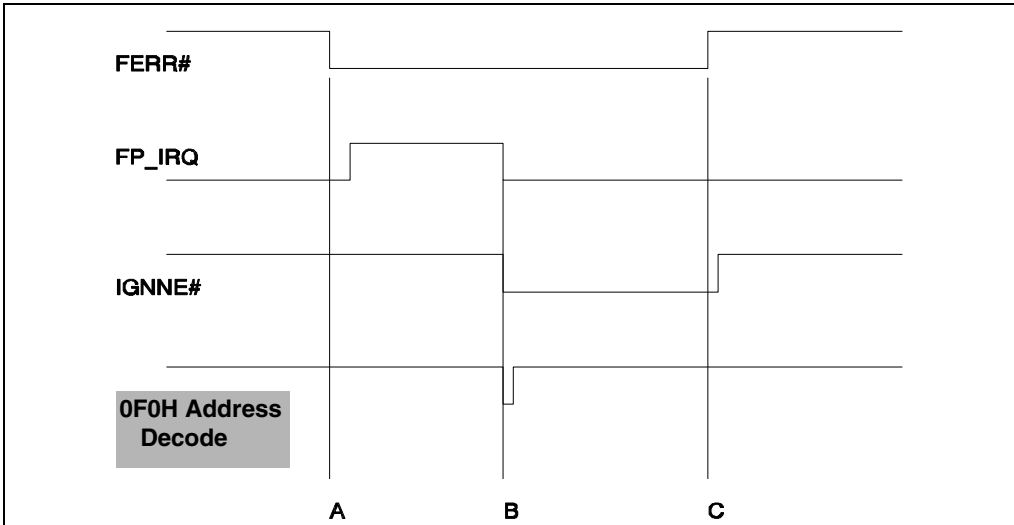 FERR#
FP_IRQ
IGNNE#
0F0H Address
Decode
A B C